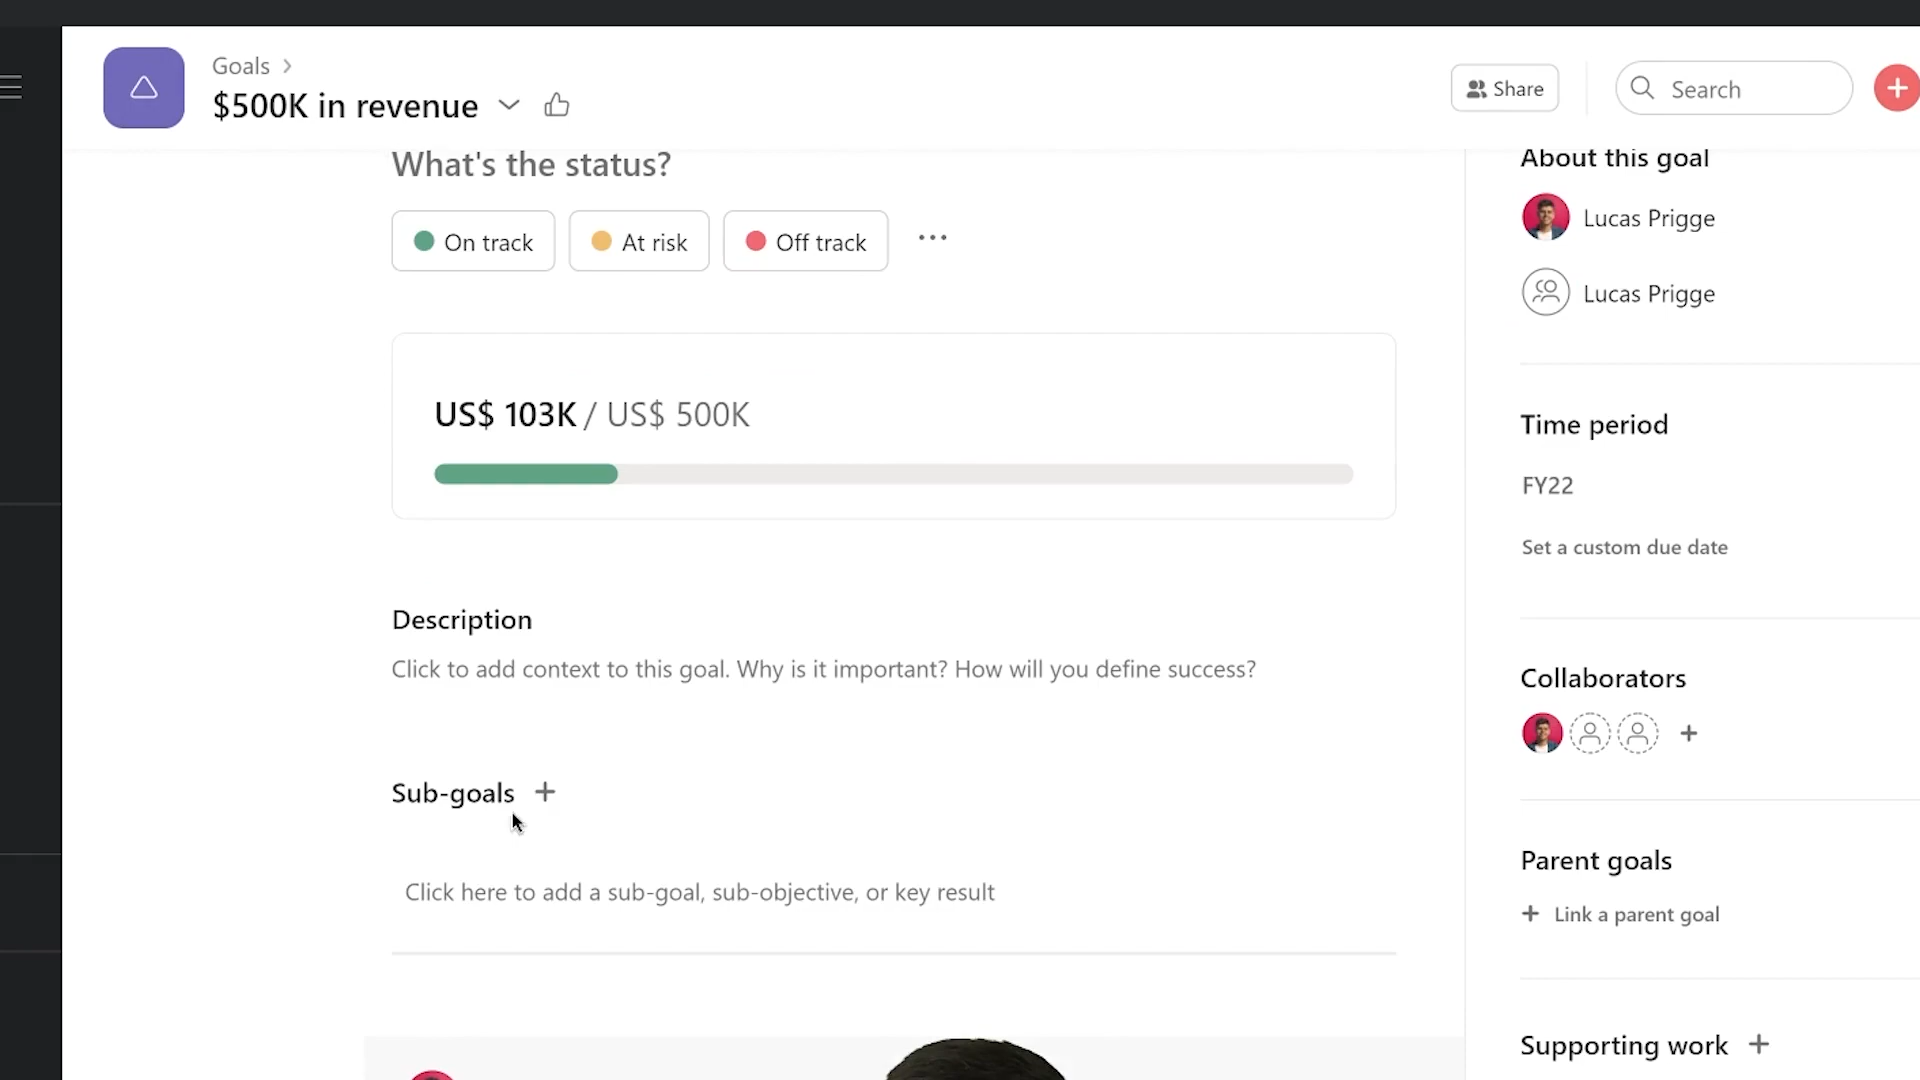 Goals
$500K in revenue
Share
Search
What's the status?
On track
At risk
Off track
US$ 103K / US$ 500K
Description
Click to add context to this goal. Why is it important? How will you define success?
Sub-goals
Click here to add a sub-goal, sub-objective, or key result
About this goal
Lucas Prigge
Lucas Prigge
Time period
FY22
Set a custom due date
Collaborators
Parent goals
Link a parent goal
Supporting work